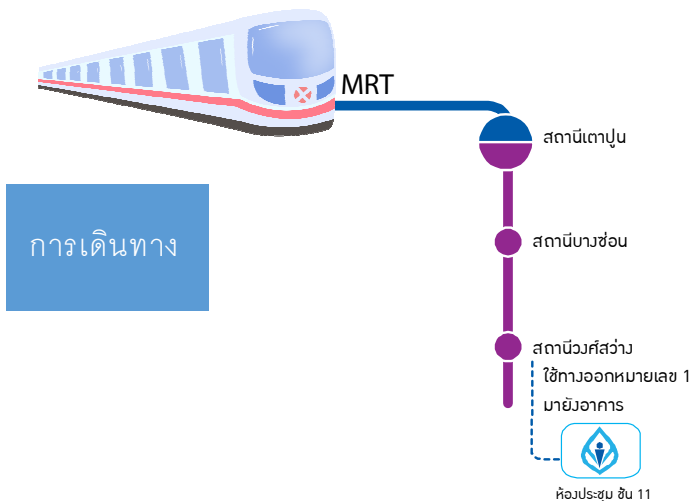 MRT
สถานีเตาปูน
การเดินทาง
สถานีบางซ่อน
สถานีวงศ์สว่าง
ใช้ทางออกหมายเลข 1
มายังอาคาร
ห้องประชุม ชั้น 11